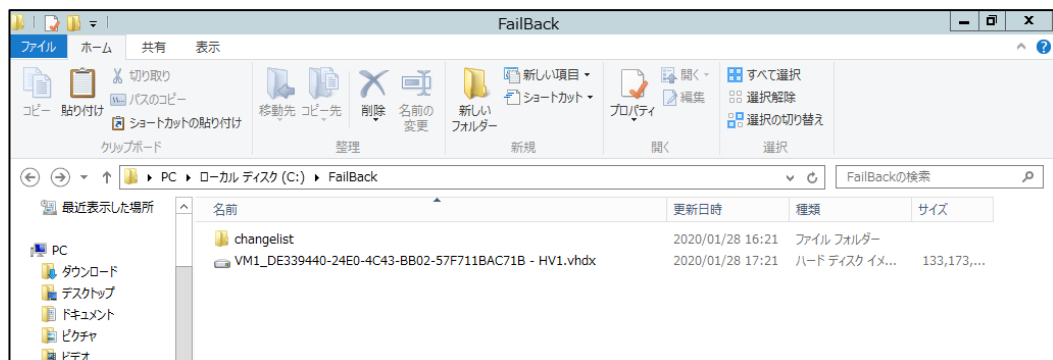 FailBack
ファイル ホーム 共有 表示
コピー 貼り付け 切り取り
パスのコピー
ショートカットの貼り付け
クリップボード
移動先 コピー先 削除 名前の
変更
整理
新しい
フォルダー
新しい項目
ショートカット
新規
プロパティ 開く
編集
開く
すべて選択
選択解除
選択の切り替え
選択
PC ローカル ディスク (C:) FailBack FailBackの検索
最近表示した場所 名前 更新日時 種類 サイズ
changelist 2020/01/28 16:21 ファイル フォルダー
PC VM1_DE339440-24E0-4C43-BB02-57F711BAC71B - HV1.vhdx 2020/01/28 17:21 ハード ディスク イメ... 133,173,...
ダウンロード
デスクトップ
ドキュメント
ピクチャ
ビデオ